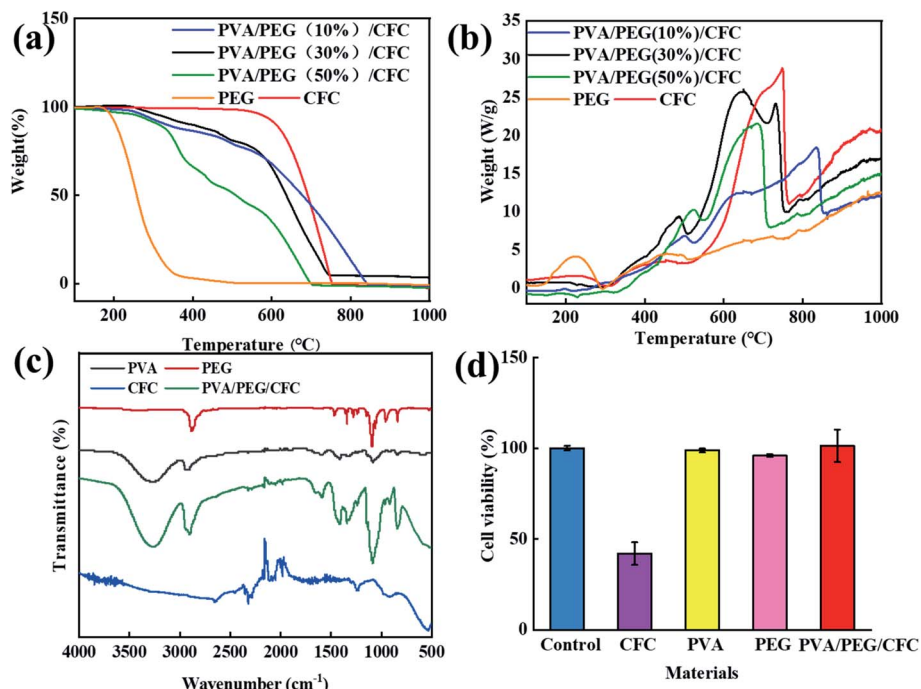 (a)
PVA/PEG（10%）/CFC
PVA/PEG（30%）/CFC
PVA/PEG（50%）/CFC
PEG CFC
Weight(%)
150
100
50
0
200 400 600 800 1000
Temperature (°C)
(b)
PVA/PEG(10%)/CFC
PVA/PEG(30%)/CFC
PVA/PEG(50%)/CFC
PEG CFC
Weight (W/g)
35
30
25
20
15
10
5
0
200 400 600 800 1000
Temperature (°C)
(c)
PVA PEG
CFC PVA/PEG/CFC
Transmittance (%)
4000 3500 3000 2500 2000 1500 1000 500
Wavenumber (cm⁻¹)
(d)
Cell viability (%)
150
100
50
0
Control CFC PVA PEG PVA/PEG/CFC
Materials